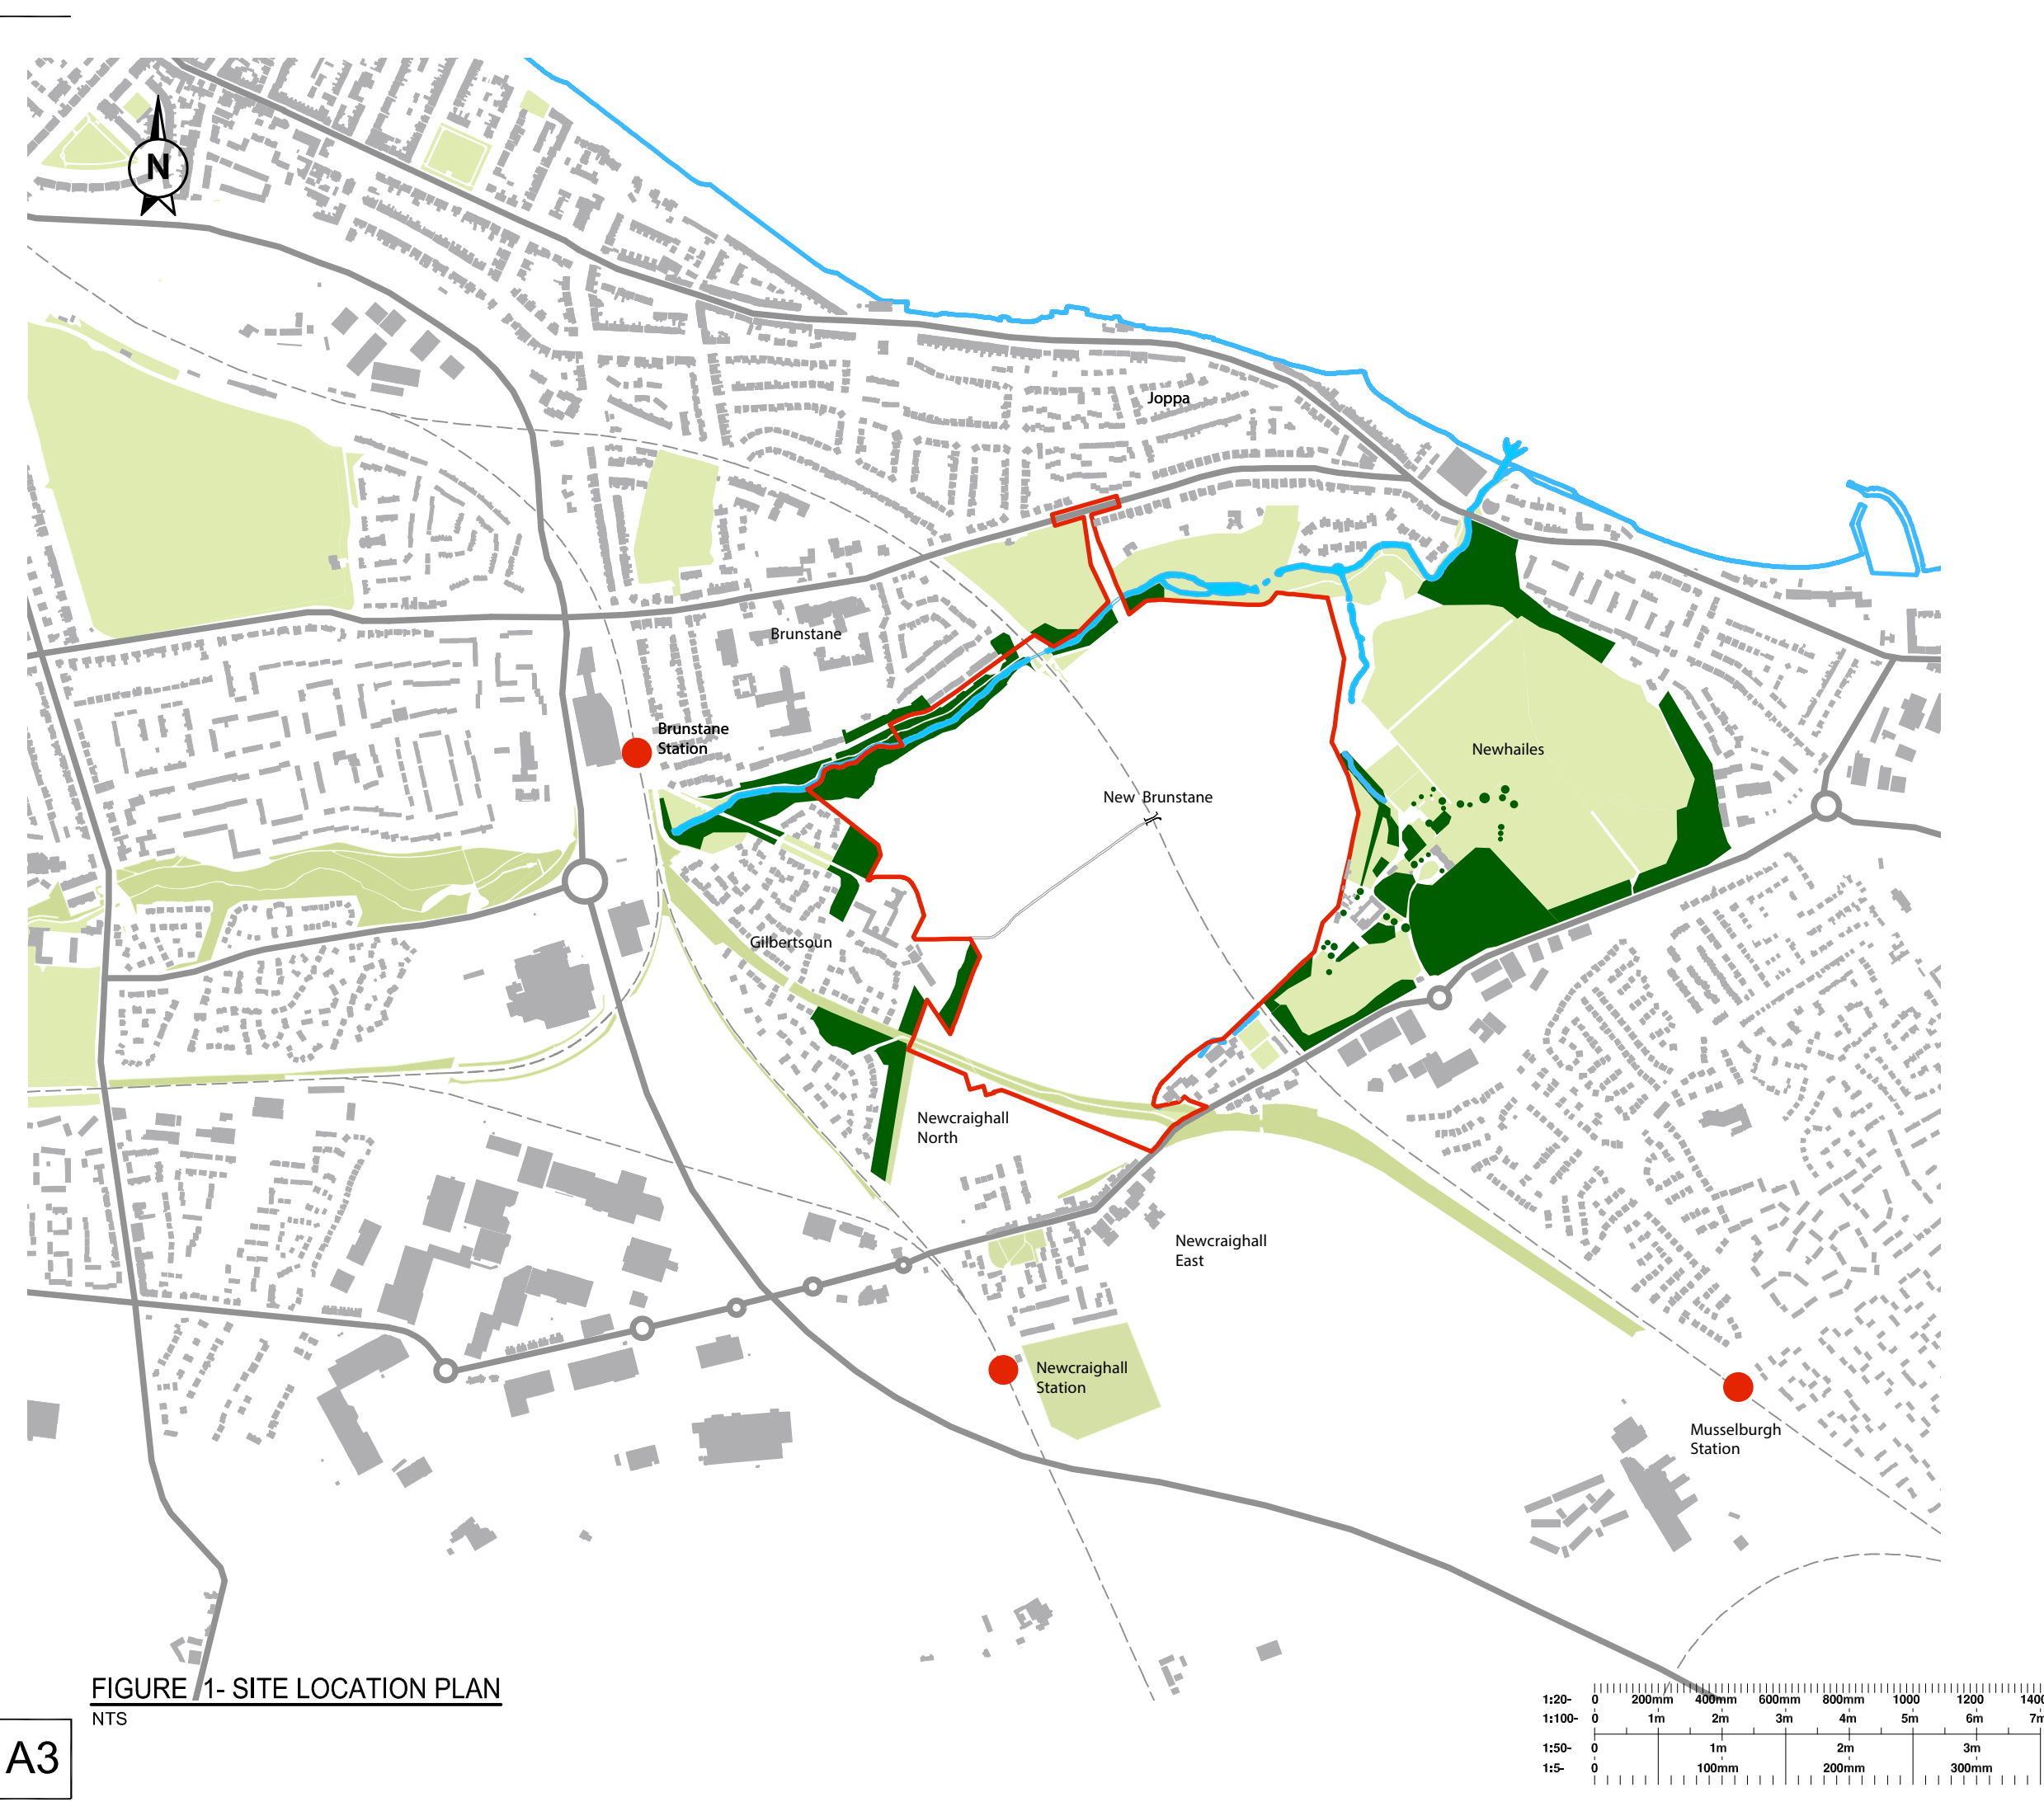 N
Joppa
Brunstane
Brunstane
Station
Newhailes
New Brunstane
Gilbertsoun
Newcraighall
North
Newcraighall
East
Newcraighall
Station
Musselburgh
Station
FIGURE 1- SITE LOCATION PLAN
NTS
A3
1:20- 0 200mm 400mm 600mm 800mm 1000 1200 1400
1:100- 0 1m 2m 3m 4m 5m 6m 7m
1:50- 0 1m 2m 3m
1:5- 0 100mm 200mm 300mm